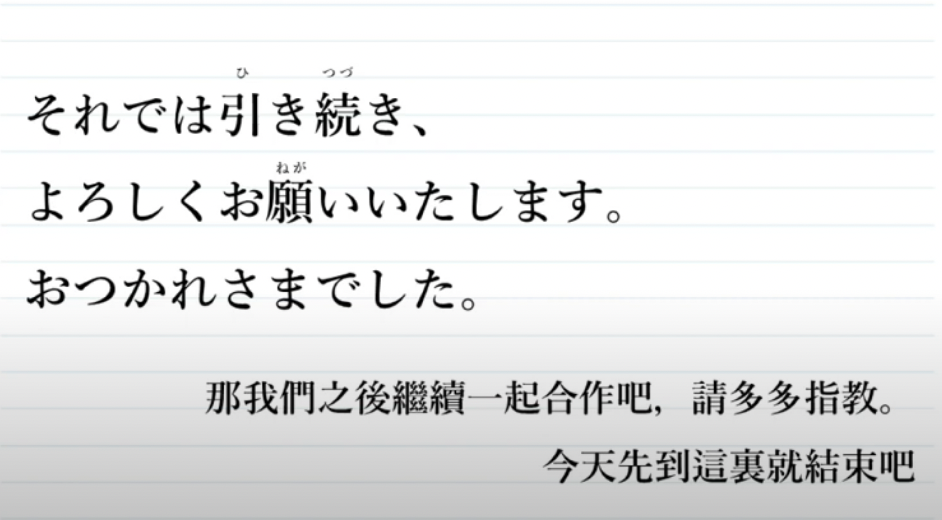 ひ つづ
それでは引き続き、
ねが
よろしくお願いいたします。
おつかれさまでした。
那我們之後繼續一起合作吧，請多多指教。
今天先到這裏就結束吧